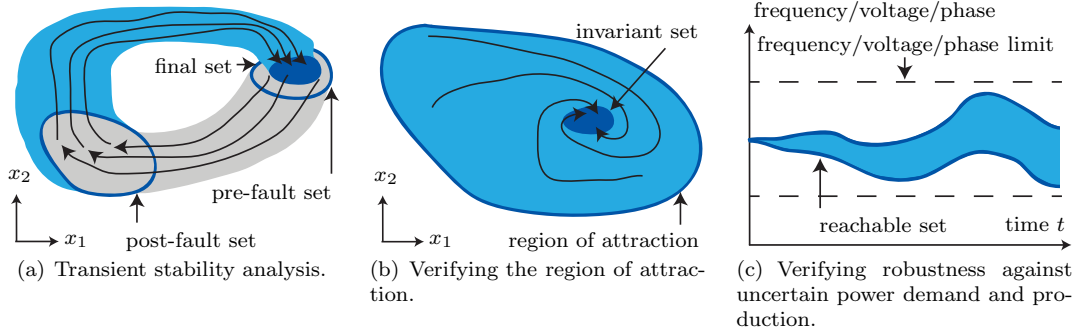 final set
pre-fault set
x2
x1
post-fault set
(a) Transient stability analysis.
invariant set
x2
x1
region of attraction
(b) Verifying the region of attrac-
tion.
frequency/voltage/phase
frequency/voltage/phase limit
reachable set
time t
(c) Verifying robustness against
uncertain power demand and pro-
duction.